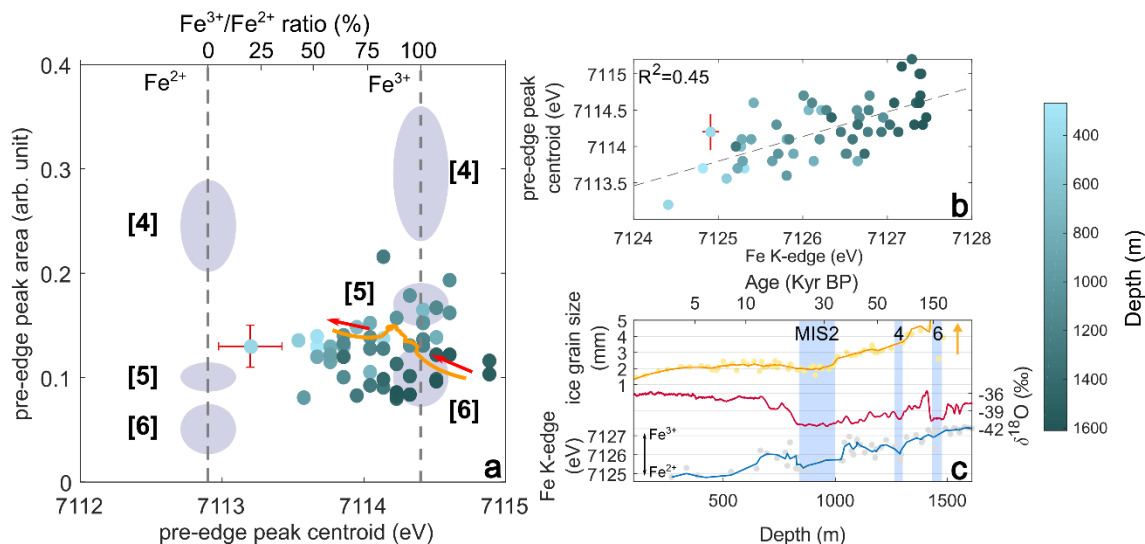 Fe³⁺/Fe²⁺ ratio (%)
0 25 50 75 100
Fe²⁺ Fe³⁺
0.4
0.3
0.2
0.1
0
pre-edge peak area (arb. unit)
[4] [4]
[5] [5]
[6] [6]
a
7112 7113 7114 7115
pre-edge peak centroid (eV)
R²=0.45
7115
7114.5
7114
7113.5
pre-edge peak
centroid (eV)
b
7124 7125 7126 7127 7128
Fe K-edge (eV)
Age (Kyr BP)
5 10 30 50 150
MIS2 4 6
5
4
3
2
1
ice grain size
(mm)
-36
-39
-42
δ¹⁸O (‰)
Fe³⁺
Fe²⁺
7127
7126
7125
Fe K-edge
(eV)
c
500 1000 1500
Depth (m)
400
600
800
1000
1200
1400
1600
Depth (m)